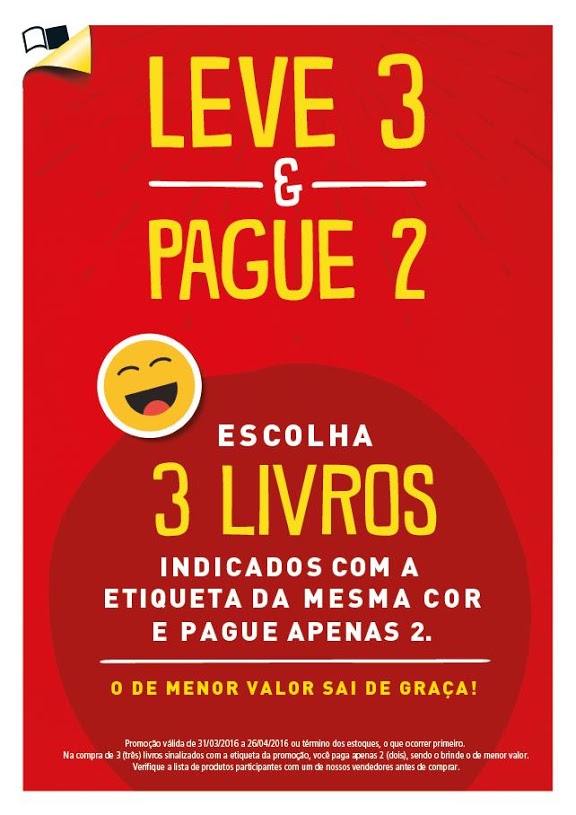 LEVE 3
&
PAGUE 2
ESCOLHA
3 LIVROS
INDICADOS COM A
ETIQUETA DA MESMA COR
E PAGUE APENAS 2.
O DE MENOR VALOR SAI DE GRAÇA!
Promoção válida de 31/03/2016 a 26/04/2016 ou término dos estoques, o que ocorrer primeiro.
Na compra de 3 (três) livros sinalizados com a etiqueta da promoção, você paga apenas 2 (dois), sendo o brinde o de menor valor.
Verifique a lista de produtos participantes com um de nossos vendedores antes de comprar.